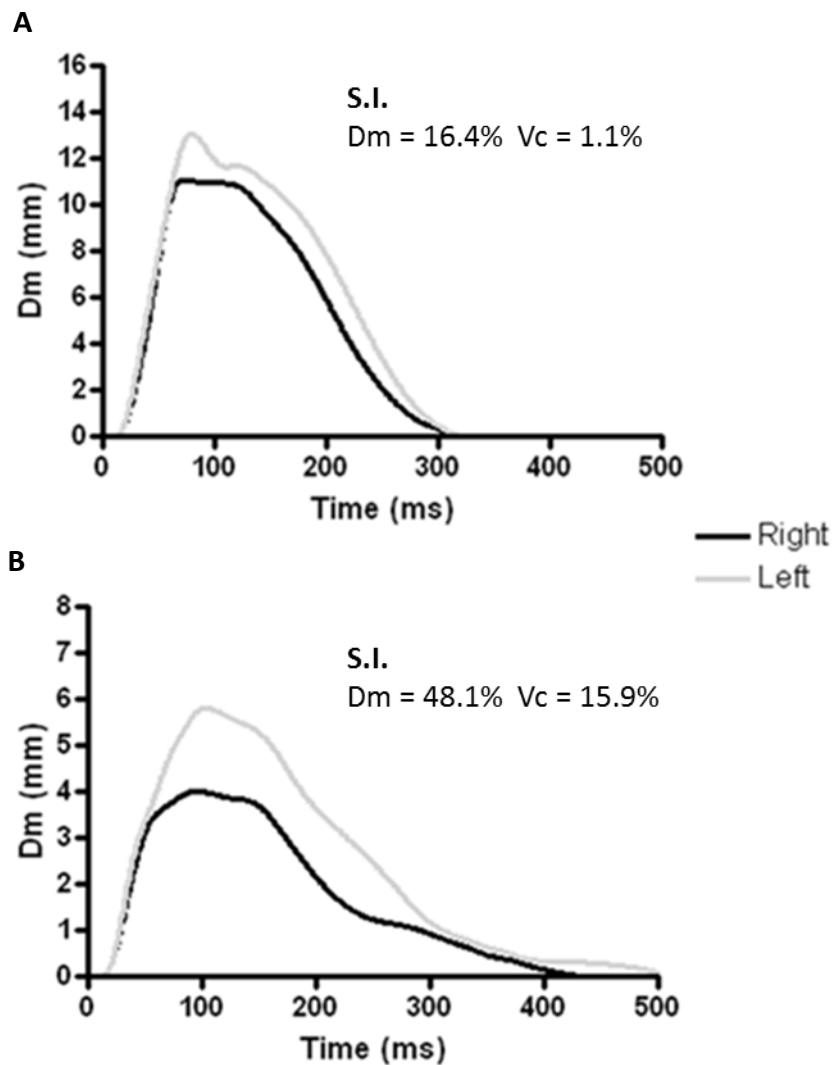 A
16
14
12
10
8
6
4
2
0
Dm (mm)
S.I.
Dm = 16.4% Vc = 1.1%
0 100 200 300 400 500
Time (ms)
Right
Left
B
8
7
6
5
4
3
2
1
0
Dm (mm)
S.I.
Dm = 48.1% Vc = 15.9%
0 100 200 300 400 500
Time (ms)